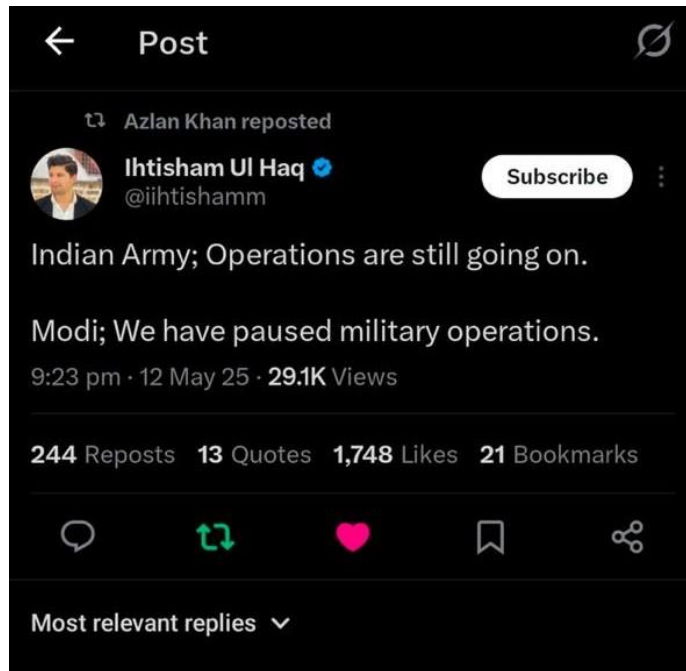 Post
Azlan Khan reposted
Ihtisham Ul Haq
Subscribe
@iihtishamm
Indian Army; Operations are still going on.
Modi; We have paused military operations.
9:23 pm · 12 May 25 · 29.1K Views
244 Reposts 13 Quotes 1,748 Likes 21 Bookmarks
Most relevant replies